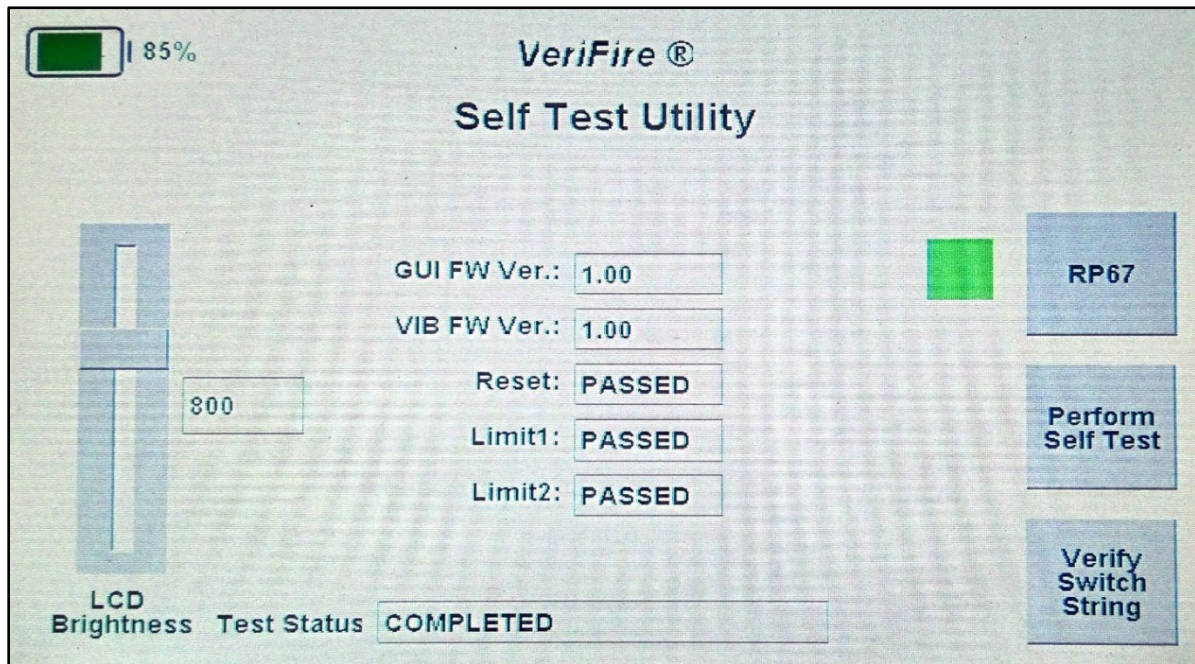 85%
VeriFire ®
Self Test Utility
GUI FW Ver.: 1.00
VIB FW Ver.: 1.00
Reset: PASSED
Limit1: PASSED
Limit2: PASSED
800
LCD
Brightness
Test Status COMPLETED
RP67
Perform
Self Test
Verify
Switch
String